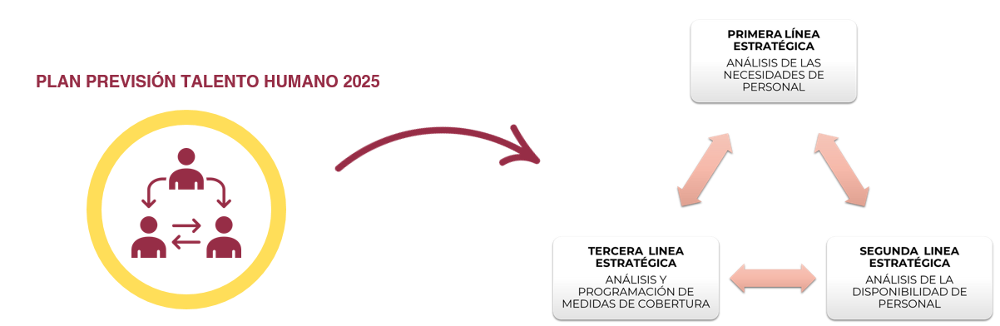 PLAN PREVISIÓN TALENTO HUMANO 2025
PRIMERA LÍNEA
ESTRATÉGICA
ANÁLISIS DE LAS
NECESIDADES DE
PERSONAL
TERCERA LINEA
ESTRATÉGICA
ANÁLISIS Y
PROGRAMACIÓN DE
MEDIDAS DE COBERTURA
SEGUNDA LINEA
ESTRATÉGICA
ANÁLISIS DE LA
DISPONIBILIDAD DE
PERSONAL